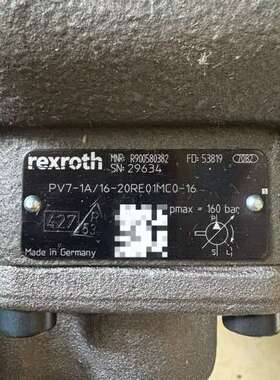 rexroth
MNR: R900580382 FD: 53819 7082
SN: 29634
PV7-1A/16-20RE01MC0-16
427 P 53
pmax = 160 bar
P
S L
Made in Germany